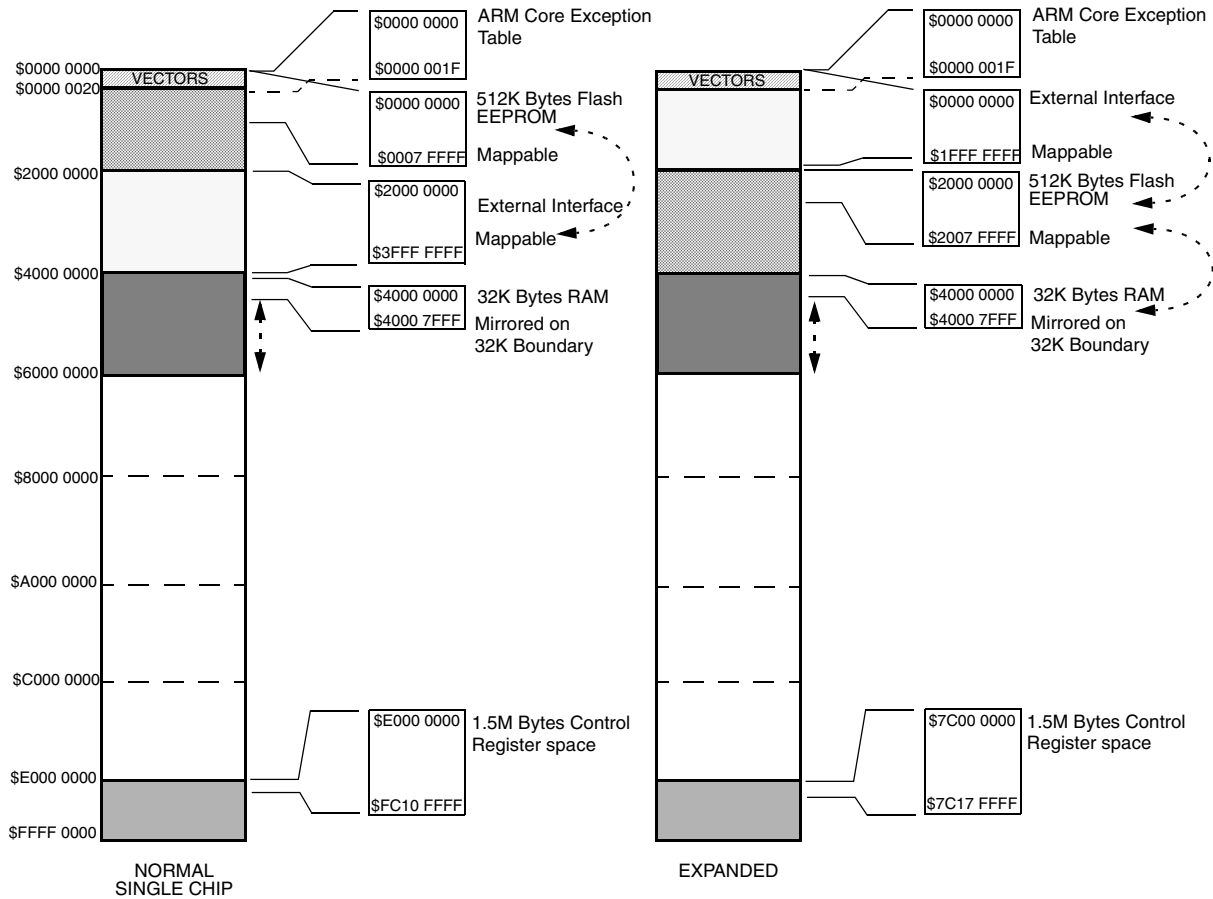 $0000 0000
$0000 001F
ARM Core Exception
Table
$0000 0000
VECTORS
$0000 0020
$0000 0000
$0007 FFFF
512K Bytes Flash
EEPROM
Mappable
$2000 0000
$2000 0000
$3FFF FFFF
External Interface
Mappable
$4000 0000
$4000 0000
$4000 7FFF
32K Bytes RAM
Mirrored on
32K Boundary
$6000 0000
$8000 0000
$A000 0000
$C000 0000
$E000 0000
$FC10 FFFF
1.5M Bytes Control
Register space
$E000 0000
$FFFF 0000
NORMAL
SINGLE CHIP
$0000 0000
$0000 001F
ARM Core Exception
Table
VECTORS
$0000 0000
$1FFF FFFF
External Interface
Mappable
$2000 0000
$2007 FFFF
512K Bytes Flash
EEPROM
Mappable
$4000 0000
$4000 7FFF
32K Bytes RAM
Mirrored on
32K Boundary
$7C00 0000
$7C17 FFFF
1.5M Bytes Control
Register space
EXPANDED